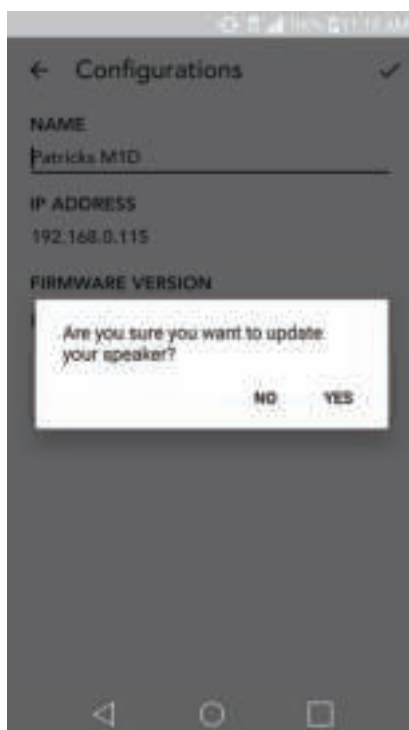 Configurations
NAME
Patricks M1D
IP ADDRESS
192.168.0.115
FIRMWARE VERSION
Are you sure you want to update
your speaker?
NO YES